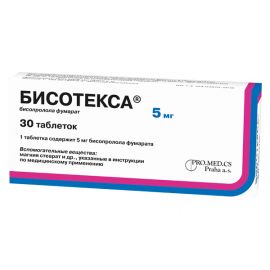 БИСОТЕКСА®
бисопролола фумарат
5 мг
30 таблеток
1 таблетка содержит 5 мг бисопролола фумарата
Вспомогательные вещества:
магния стеарат и др., указанные в инструкции
по медицинскому применению
PRO.MED.CS
Praha a.s.